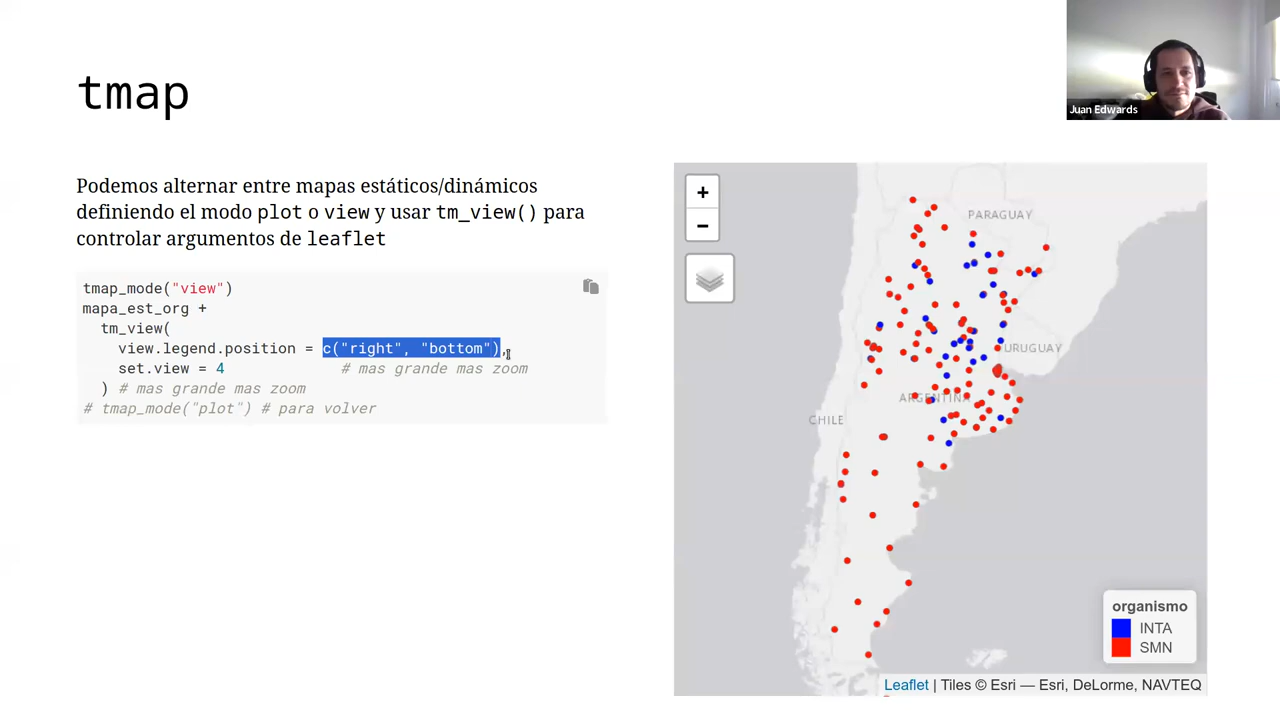 tmap
Juan Edwards
Podemos alternar entre mapas estáticos/dinámicos
definiendo el modo plot o view y usar tm_view() para
controlar argumentos de leaflet
tmap_mode("view")
mapa_est_org +
tm_view(
view.legend.position = c("right", "bottom"),
set.view = 4 # mas grande mas zoom
) # mas grande mas zoom
# tmap_mode("plot") # para volver
+
−
PARAGUAY
URUGUAY
ARGENTINA
CHILE
organismo
INTA
SMN
Leaflet | Tiles © Esri — Esri, DeLorme, NAVTEQ